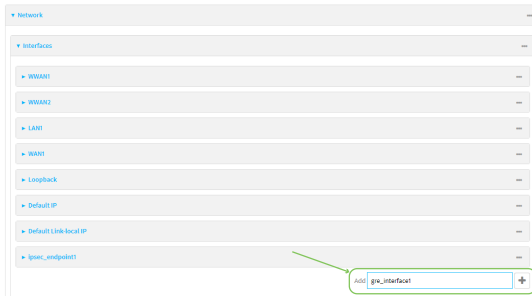 Network
Interfaces
WWAN1
WWAN2
LAN1
WAN1
Loopback
Default IP
Default Link-local IP
ipsec_endpoint1
Add gre_interface1